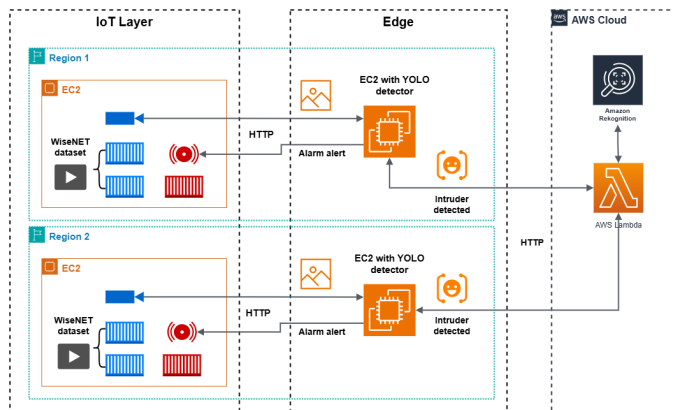 IoT Layer
Edge
aws
AWS Cloud
Region 1
EC2
WiseNET
dataset
HTTP
Alarm alert
EC2 with YOLO
detector
Intruder
detected
Amazon
Rekognition
AWS Lambda
HTTP
Region 2
EC2
WiseNET
dataset
HTTP
Alarm alert
EC2 with YOLO
detector
Intruder
detected